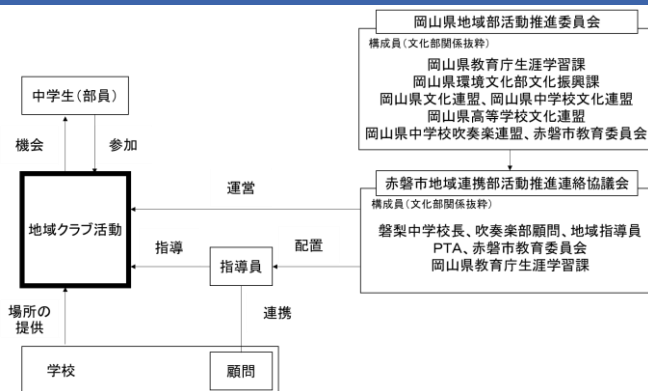 岡山県地域部活動推進委員会
構成員(文化部関係抜粋)
岡山県教育庁生涯学習課
岡山県環境文化部文化振興課
岡山県文化連盟、岡山県中学校文化連盟
岡山県高等学校文化連盟
岡山県中学校吹奏楽連盟、赤磐市教育委員会
中学生(部員)
機会
参加
運営
赤磐市地域連携部活動推進連絡協議会
構成員(文化部関係抜粋)
磐梨中学校長、吹奏楽部顧問、地域指導員
PTA、赤磐市教育委員会
岡山県教育庁生涯学習課
地域クラブ活動
指導
指導員
配置
場所の
提供
連携
学校
顧問